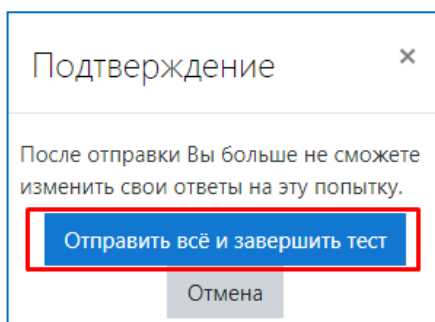 Подтверждение ×
После отправки Вы больше не сможете
изменить свои ответы на эту попытку.
Отправить всё и завершить тест
Отмена